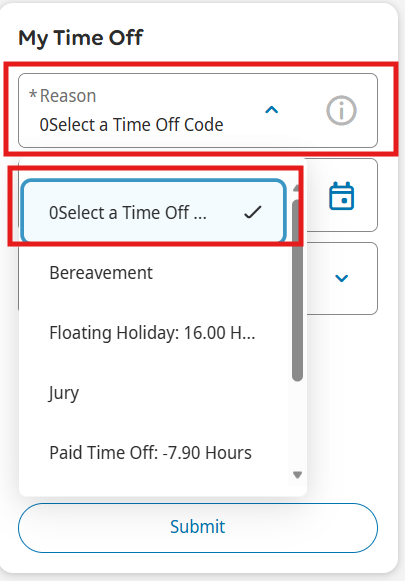 My Time Off
*Reason
0Select a Time Off Code
0Select a Time Off ...
Bereavement
Floating Holiday: 16.00 H...
Jury
Paid Time Off: -7.90 Hours
Submit